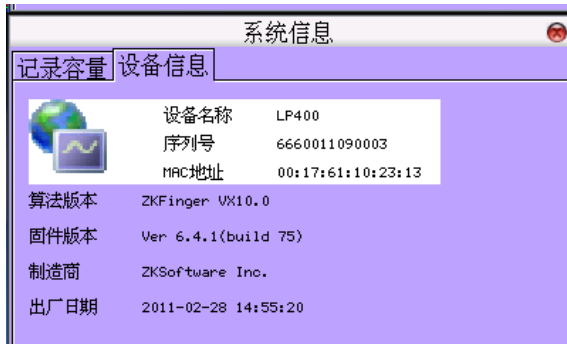 系统信息
记录容量 设备信息
设备名称 LP400
序列号 6660011090003
MAC地址 00:17:61:10:23:13
算法版本 ZKFinger VX10.0
固件版本 Ver 6.4.1(build 75)
制造商 ZKSoftware Inc.
出厂日期 2011-02-28 14:55:20